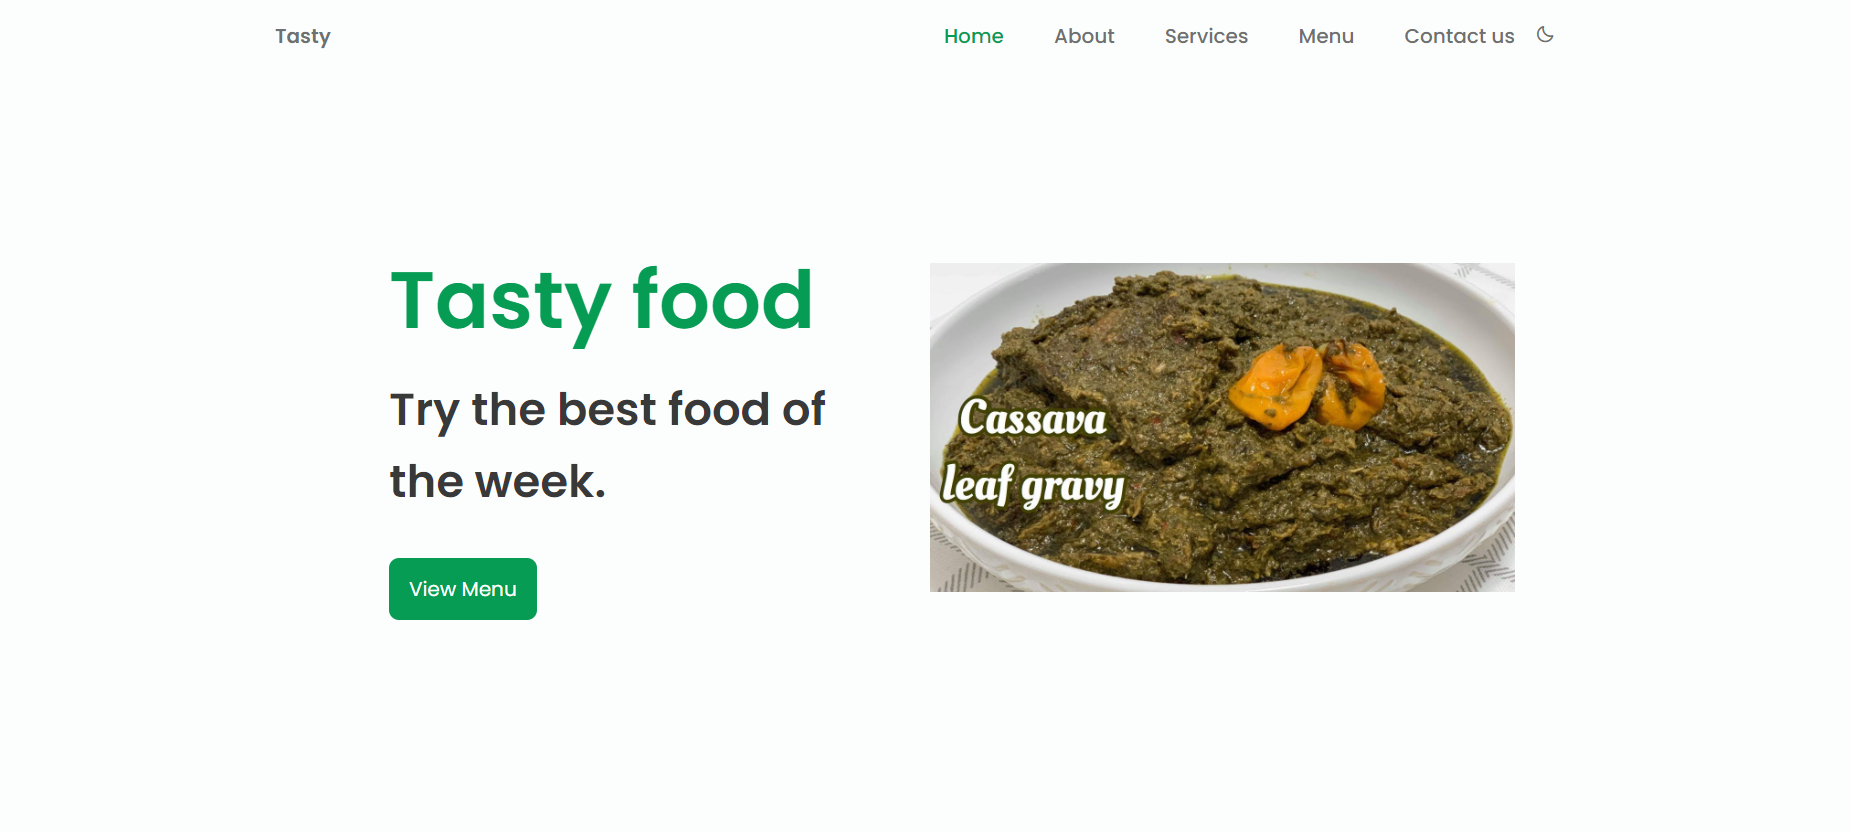 Tasty
Home About Services Menu Contact us
Tasty food
Try the best food of
the week.
View Menu
Cassava
leaf gravy